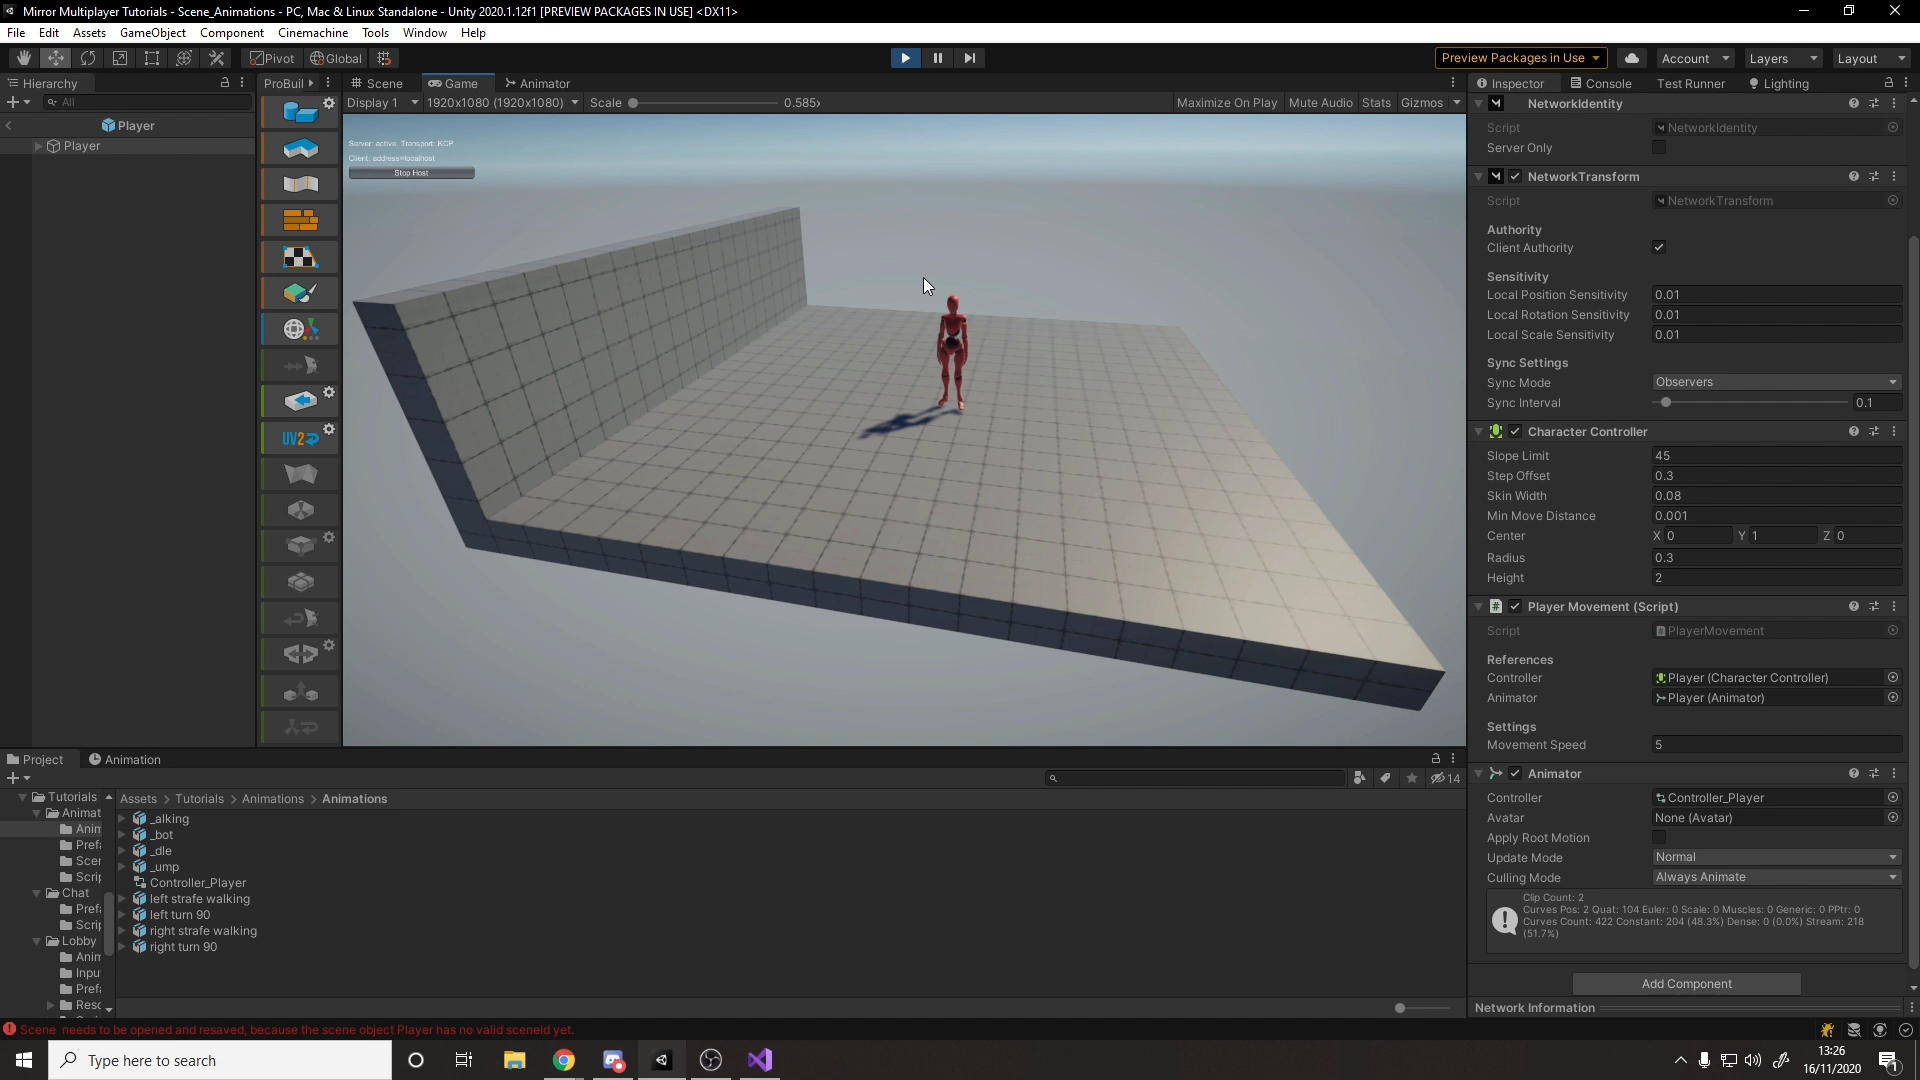 Mirror Multiplayer Tutorials - Scene_Animations - PC, Mac & Linux Standalone - Unity 2020.1.12f1 [PREVIEW PACKAGES IN USE] <DX11>
File Edit Assets GameObject Component Cinemachine Tools Window Help
Pivot Global Preview Packages in Use Account Layers Layout
Hierarchy ProBuil Scene Game Animator Inspector Console Test Runner Lighting
All Display 1 1920x1080 (1920x1080) Scale 0.585x Maximize On Play Mute Audio Stats Gizmos
Player
Player
Server: active. Transport: KCP
Client: address=localhost
Stop Host
UV2
NetworkIdentity
Script NetworkIdentity
Server Only
NetworkTransform
Script NetworkTransform
Authority
Client Authority
Sensitivity
Local Position Sensitivity 0.01
Local Rotation Sensitivity 0.01
Local Scale Sensitivity 0.01
Sync Settings
Sync Mode Observers
Sync Interval 0.1
Character Controller
Slope Limit 45
Step Offset 0.3
Skin Width 0.08
Min Move Distance 0.001
Center X 0 Y 1 Z 0
Radius 0.3
Height 2
Player Movement (Script)
Script PlayerMovement
References
Controller Player (Character Controller)
Animator Player (Animator)
Settings
Movement Speed 5
Animator
Controller Controller_Player
Avatar None (Avatar)
Apply Root Motion
Update Mode Normal
Culling Mode Always Animate
Clip Count: 2
Curves Pos: 2 Quat: 104 Euler: 0 Scale: 0 Muscles: 0 Generic: 0 PPtr: 0
Curves Count: 422 Constant: 204 (48.3%) Dense: 0 (0.0%) Stream: 218
(51.7%)
Add Component
Network Information
Project Animation
14
Tutorials
Animat
Anim
Prefa
Scen
Scrip
Chat
Prefa
Scrip
Lobby
Anim
Inpu
Prefa
Reso
Assets > Tutorials > Animations > Animations
_alking
_bot
_dle
_ump
Controller_Player
left strafe walking
left turn 90
right strafe walking
right turn 90
Scene needs to be opened and resaved, because the scene object Player has no valid sceneId yet.
Type here to search
13:26
16/11/2020
1